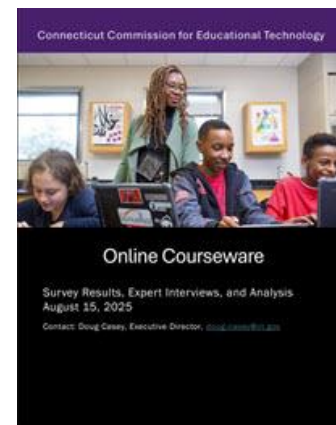 Connecticut Commission for Educational Technology
Online Courseware
Survey Results, Expert Interviews, and Analysis
August 15, 2025
Contact: Doug Casey, Executive Director, doug.casey@ct.gov